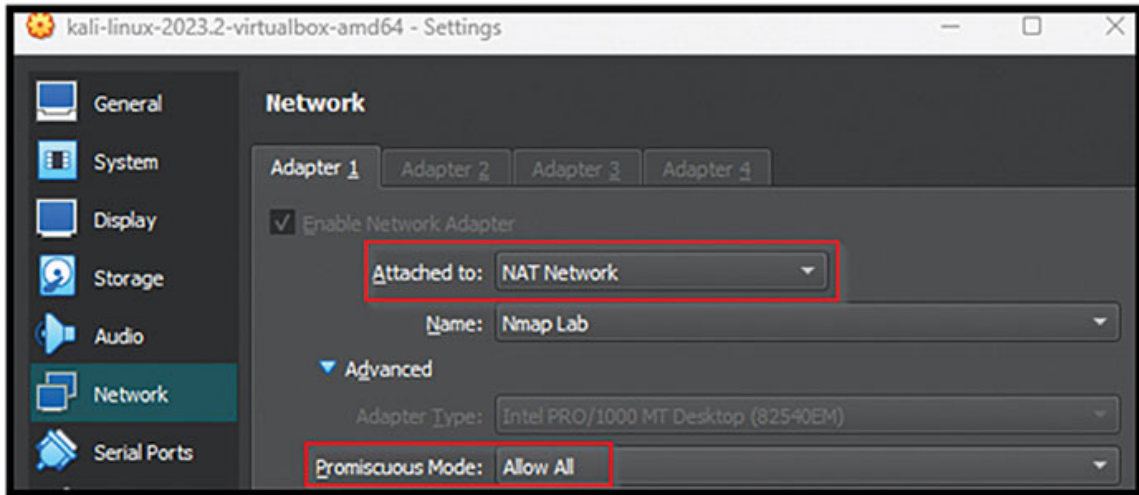 kali-linux-2023.2-virtualbox-amd64 - Settings
General
System
Display
Storage
Audio
Network
Serial Ports
Network
Adapter 1 Adapter 2 Adapter 3 Adapter 4
Enable Network Adapter
Attached to: NAT Network
Name: Nmap Lab
Advanced
Adapter Type: Intel PRO/1000 MT Desktop (82540EM)
Promiscuous Mode: Allow All